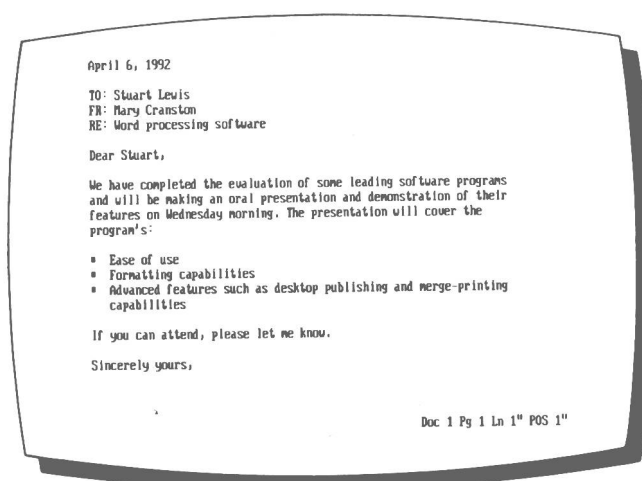 April 6, 1992
TO: Stuart Lewis
FR: Mary Cranston
RE: Word processing software
Dear Stuart,
We have completed the evaluation of some leading software programs
and will be making an oral presentation and demonstration of their
features on Wednesday morning. The presentation will cover the
program's:
▪ Ease of use
▪ Formatting capabilities
▪ Advanced features such as desktop publishing and merge-printing
capabilities
If you can attend, please let me know.
Sincerely yours,
Doc 1 Pg 1 Ln 1" POS 1"